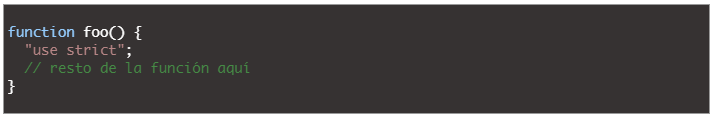 function foo() {
  "use strict";
  // resto de la función aquí
}